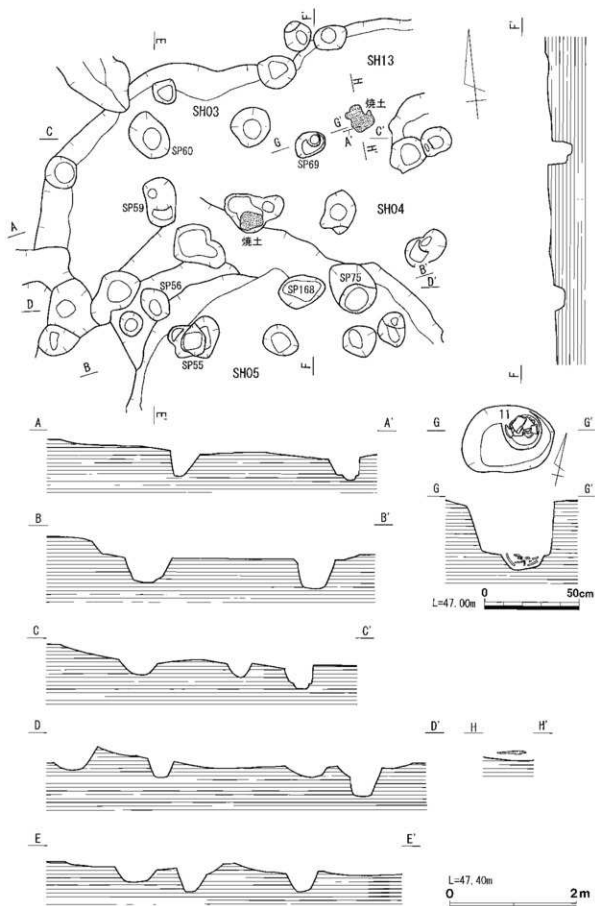 E
F'
F'
SH13
SH03
H
焼土
C
G'
C'
G
A'
H'
SP60
SP69
SP59
SH04
A
焼土
B'
D'
SP56
SP168
SP75
D
B
SP55
SH05
F
E'
F
A
A'
G
11
G'
B
B'
G
G'
L=47.00m
0
50cm
C
C'
D
D'
H
H'
E
E'
L=47.40m
0
2m